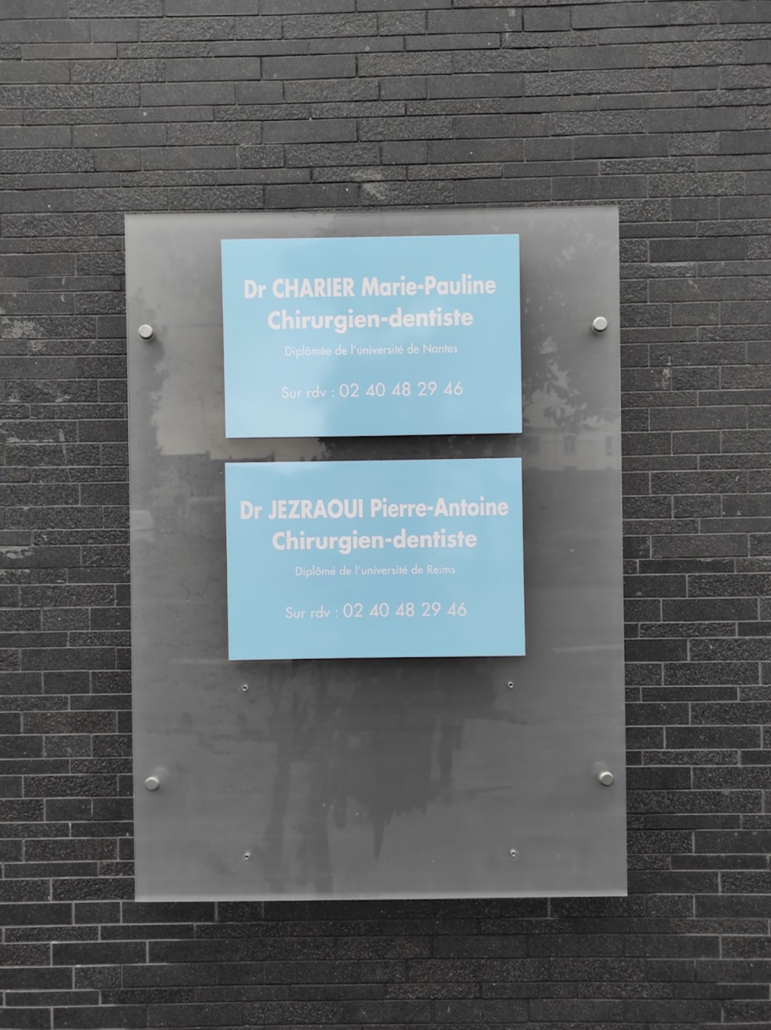 Dr CHARIER Marie-Pauline
Chirurgien-dentiste
Diplômée de l'université de Nantes
Sur rdv : 02 40 48 29 46
Dr JEZRAOUI Pierre-Antoine
Chirurgien-dentiste
Diplômé de l'université de Reims
Sur rdv : 02 40 48 29 46